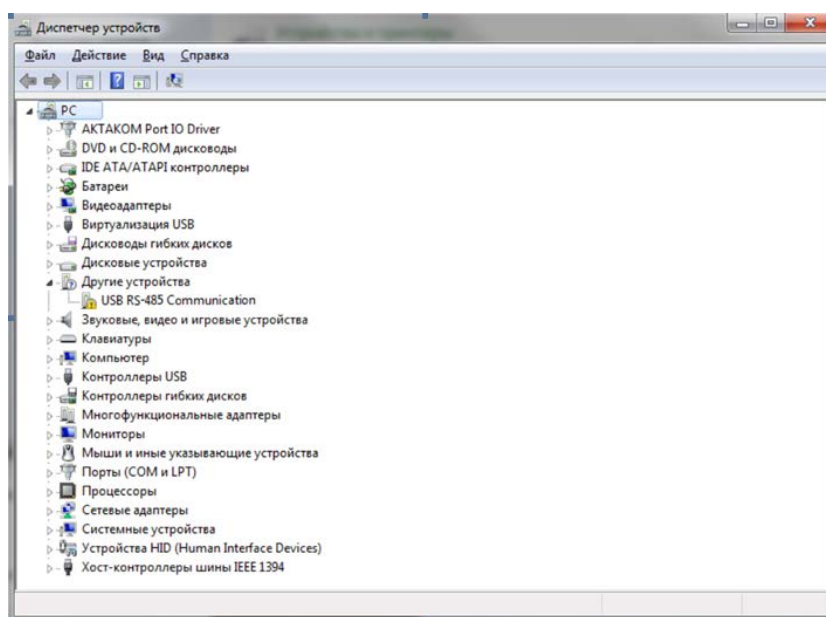 Диспетчер устройств
Файл Действие Вид Справка
PC
AKTAKOM Port IO Driver
DVD и CD-ROM дисководы
IDE ATA/ATAPI контроллеры
Батареи
Видеоадаптеры
Виртуализация USB
Дисководы гибких дисков
Дисковые устройства
Другие устройства
USB RS-485 Communication
Звуковые, видео и игровые устройства
Клавиатуры
Компьютер
Контроллеры USB
Контроллеры гибких дисков
Многофункциональные адаптеры
Мониторы
Мыши и иные указывающие устройства
Порты (COM и LPT)
Процессоры
Сетевые адаптеры
Системные устройства
Устройства HID (Human Interface Devices)
Хост-контроллеры шины IEEE 1394